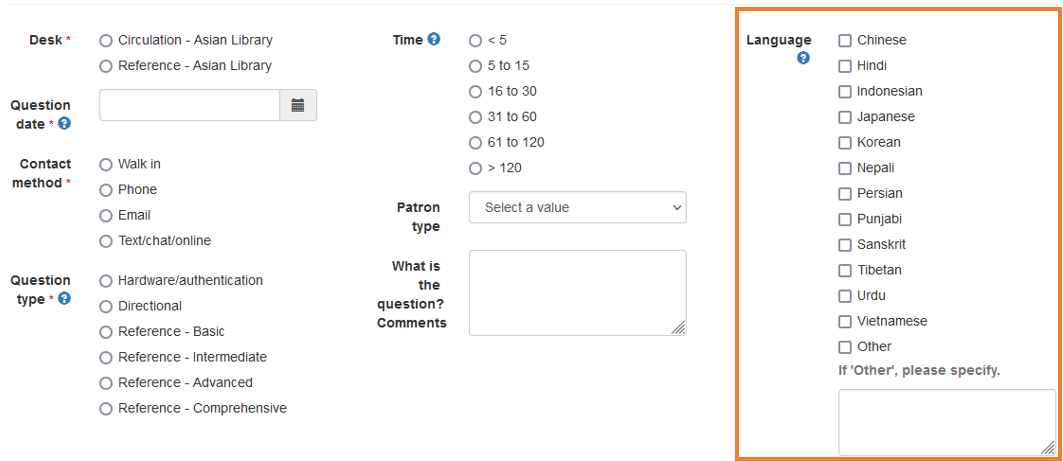 Desk *
Circulation - Asian Library
Reference - Asian Library
Question
date * ?
Contact
method *
Walk in
Phone
Email
Text/chat/online
Question
type * ?
Hardware/authentication
Directional
Reference - Basic
Reference - Intermediate
Reference - Advanced
Reference - Comprehensive
Time ?
< 5
5 to 15
16 to 30
31 to 60
61 to 120
> 120
Patron
type
Select a value
What is
the
question?
Comments
Language
?
Chinese
Hindi
Indonesian
Japanese
Korean
Nepali
Persian
Punjabi
Sanskrit
Tibetan
Urdu
Vietnamese
Other
If 'Other', please specify.